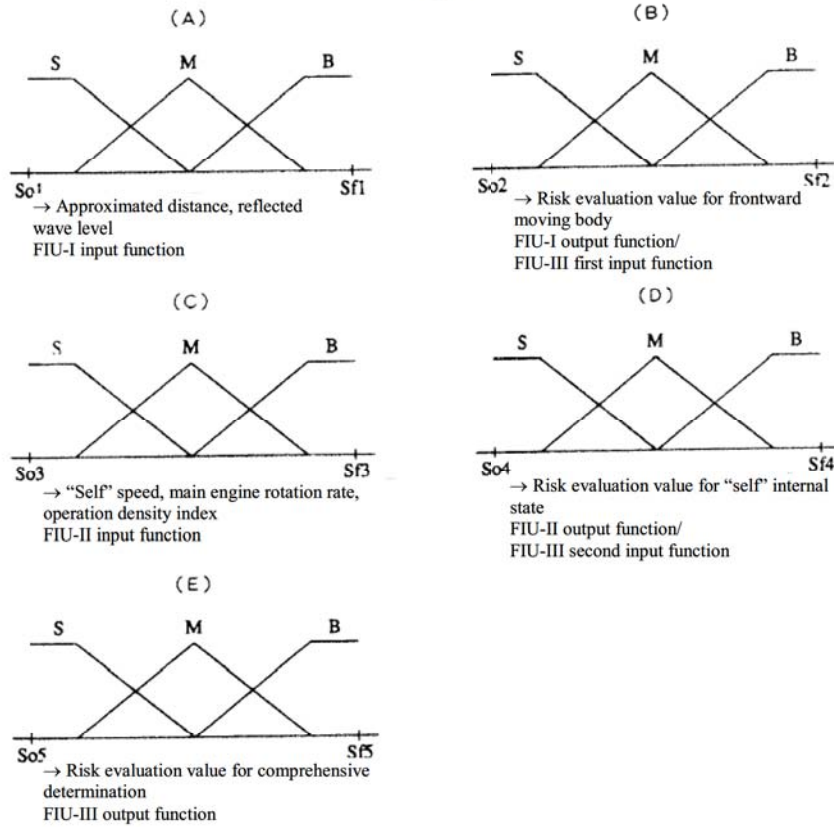 (A)
S M B
So1 Sf1
→ Approximated distance, reflected
wave level
FIU-I input function
(B)
S M B
So2 Sf2
→ Risk evaluation value for frontward
moving body
FIU-I output function/
FIU-III first input function
(C)
S M B
So3 Sf3
→ “Self” speed, main engine rotation rate,
operation density index
FIU-II input function
(D)
S M B
So4 Sf4
→ Risk evaluation value for “self” internal
state
FIU-II output function/
FIU-III second input function
(E)
S M B
So5 Sf5
→ Risk evaluation value for comprehensive
determination
FIU-III output function